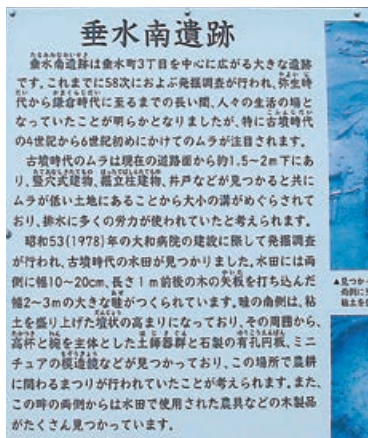 垂水南遺跡
垂水南遺跡は垂水町3丁目を中心に広がる大きな遺跡
です。これまでに58次におよぶ発掘調査が行われ、弥生時
代から鎌倉時代に至るまでの長い間、人々の生活の場と
なっていたことが明らかとなりましたが、特に古墳時代
の4世紀から6世紀初めにかけてのムラが注目されます。
古墳時代のムラは現在の道路面から約1.5~2m下にあ
り、竪穴式建物、掘立柱建物、井戸などが見つかると共に
ムラが低い土地にあることから大小の溝がめぐらされて
おり、排水に多くの労力が使われていたと考えられます。
昭和53(1978)年の大和病院の建設に際して発掘調査
が行われ、古墳時代の水田が見つかりました。水田には両
側に幅10~20cm、長さ1m前後の木の矢板を打ち込んだ
幅2~3mの大きな畦がつくられています。畦の南側は、粘
土を盛り上げた壇状の高まりになっており、その周囲から、
高杯と椀を主体とした土師器群と石製の有孔円板、ミニ
チュアの模造鏡などが見つかっており、この場所で農耕
に関わるまつりが行われていたことが考えられます。また、
この畔の両側からは水田で使用された農具などの木製品
がたくさん見つかっています。
▲見つかっ